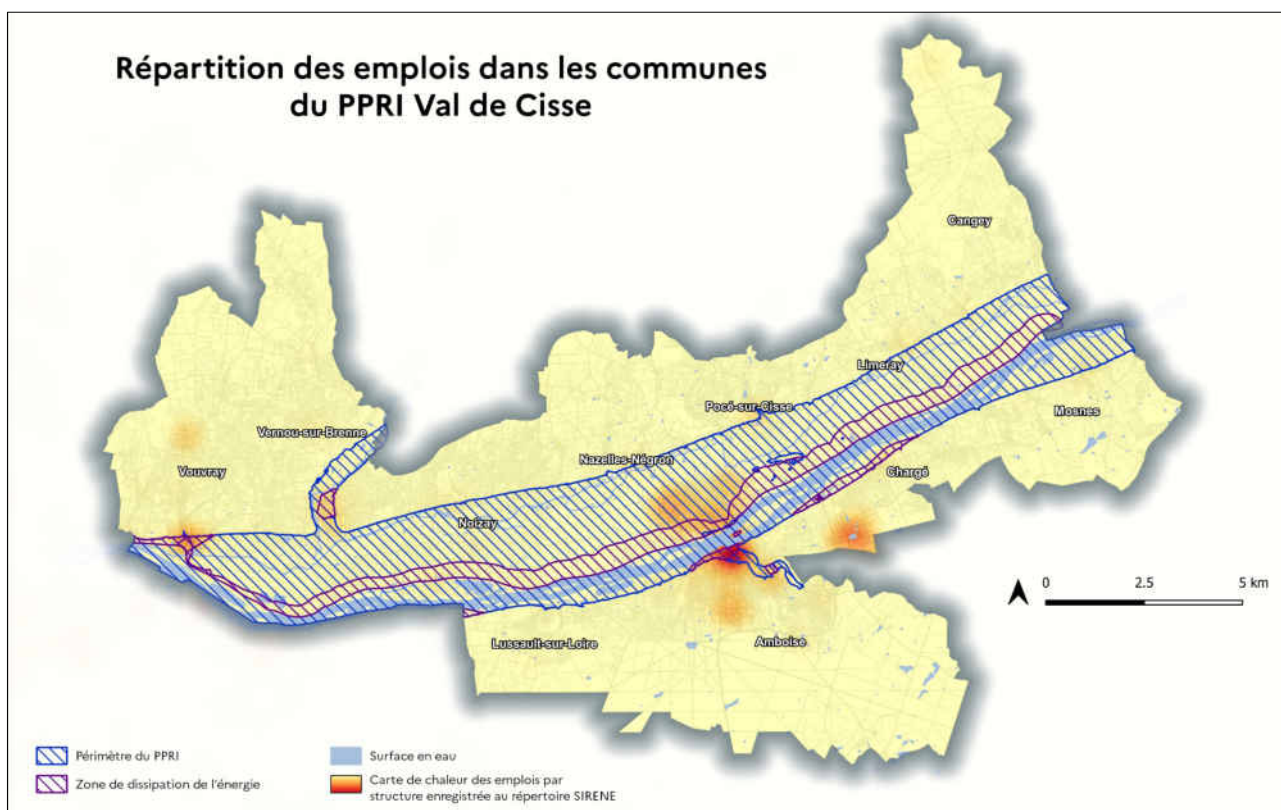 Répartition des emplois dans les communes
du PPRI Val de Cisse
Cangey
Limeray
Pocé-sur-Cisse
Mosnes
Vernou-sur-Brenne
Nazelles-Négron
Vouvray
Chargé
Noizay
0 2.5 5 km
Lussault-sur-Loire
Amboise
Périmètre du PPRI
Surface en eau
Zone de dissipation de l'énergie
Carte de chaleur des emplois par
structure enregistrée au répertoire SIRENE